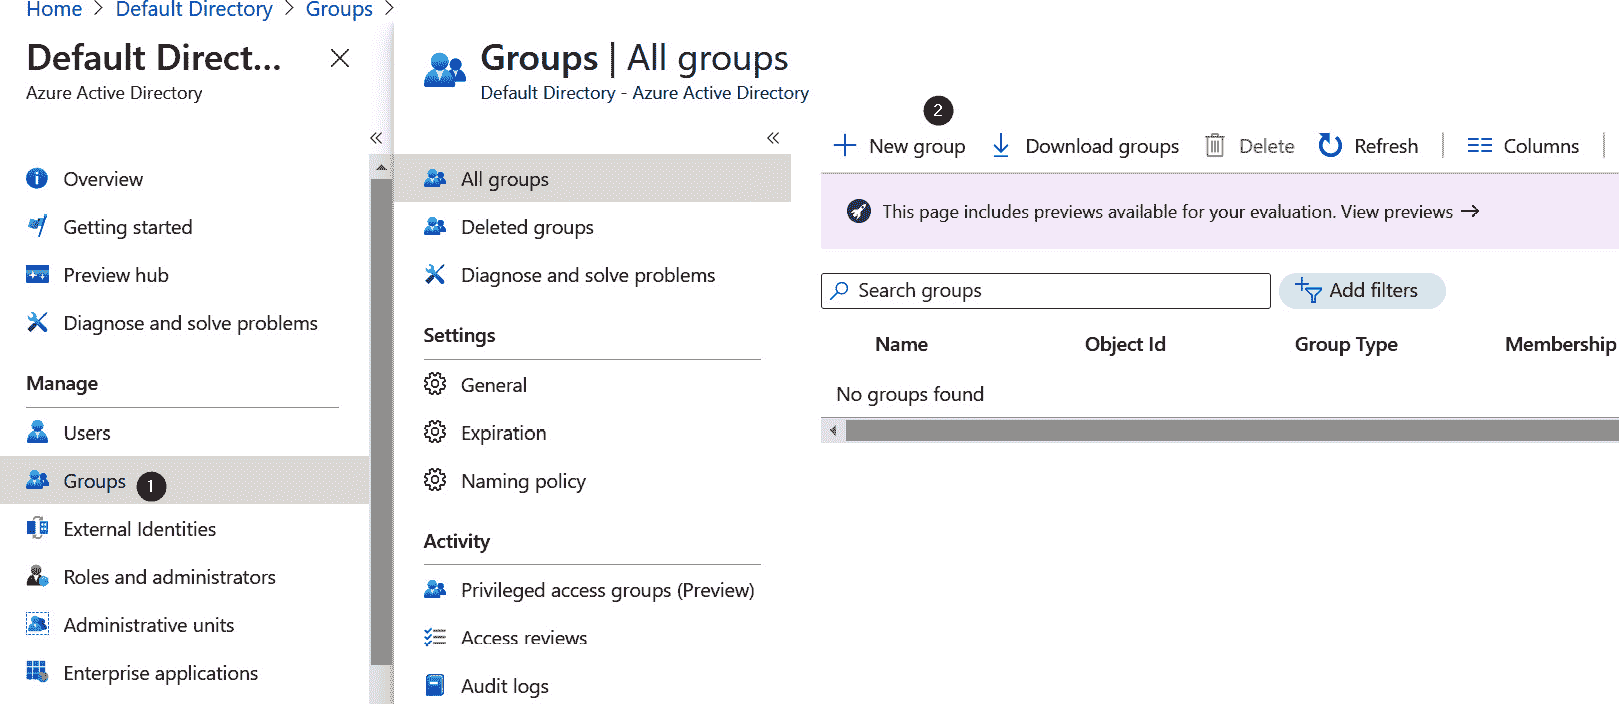 Home > Default Directory > Groups >
Default Direct...
Azure Active Directory
Overview
Getting started
Preview hub
Diagnose and solve problems
Manage
Users
Groups 1
External Identities
Roles and administrators
Administrative units
Enterprise applications
Groups | All groups
Default Directory - Azure Active Directory
All groups
Deleted groups
Diagnose and solve problems
Settings
General
Expiration
Naming policy
Activity
Privileged access groups (Preview)
Access reviews
Audit logs
2
New group Download groups Delete Refresh Columns
This page includes previews available for your evaluation. View previews →
Search groups Add filters
Name Object Id Group Type Membership
No groups found